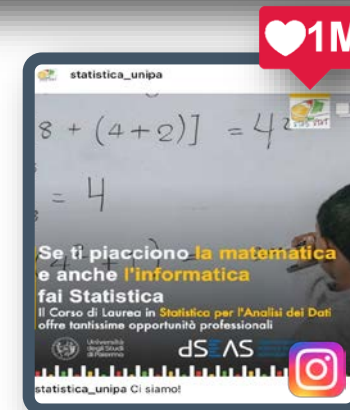 1M
statistica_unipa
8 + (4+2)] = 4²
= 4
Se ti piacciono la matematica
e anche l'informatica
fai Statistica
Il Corso di Laurea in Statistica per l'Analisi dei Dati
offre tantissime opportunità professionali
Università
degli Studi
di Palermo
dSEAS
statistica_unipa Ci siamo!